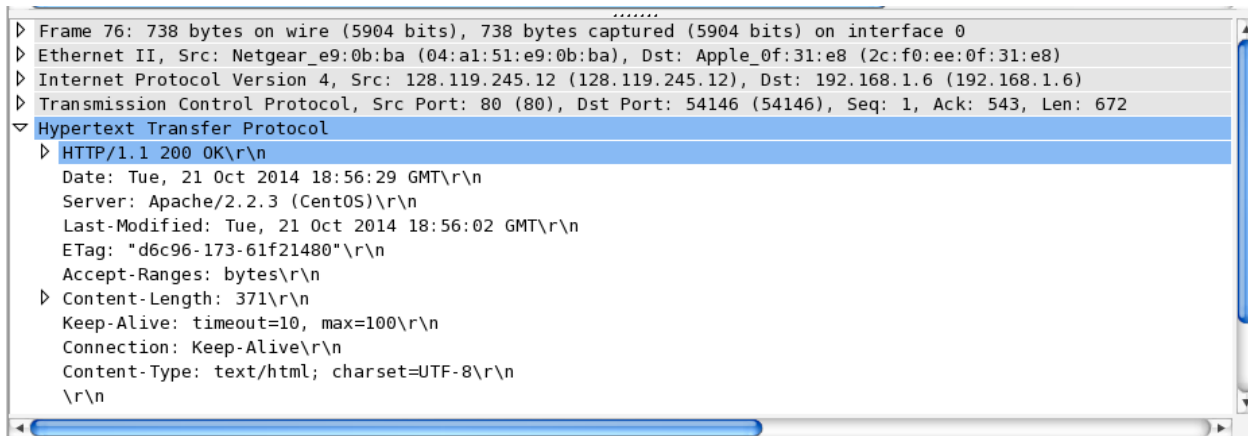 Frame 76: 738 bytes on wire (5904 bits), 738 bytes captured (5904 bits) on interface 0
Ethernet II, Src: Netgear_e9:0b:ba (04:a1:51:e9:0b:ba), Dst: Apple_0f:31:e8 (2c:f0:ee:0f:31:e8)
Internet Protocol Version 4, Src: 128.119.245.12 (128.119.245.12), Dst: 192.168.1.6 (192.168.1.6)
Transmission Control Protocol, Src Port: 80 (80), Dst Port: 54146 (54146), Seq: 1, Ack: 543, Len: 672
Hypertext Transfer Protocol
HTTP/1.1 200 OK\r\n
Date: Tue, 21 Oct 2014 18:56:29 GMT\r\n
Server: Apache/2.2.3 (CentOS)\r\n
Last-Modified: Tue, 21 Oct 2014 18:56:02 GMT\r\n
ETag: "d6c96-173-61f21480"\r\n
Accept-Ranges: bytes\r\n
Content-Length: 371\r\n
Keep-Alive: timeout=10, max=100\r\n
Connection: Keep-Alive\r\n
Content-Type: text/html; charset=UTF-8\r\n
\r\n